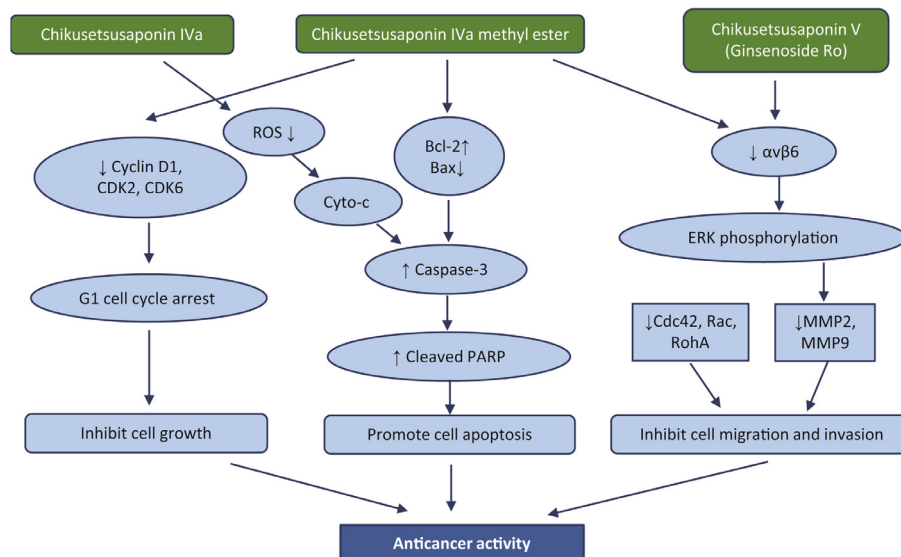 Chikusetsusaponin IVa
Chikusetsusaponin IVa methyl ester
Chikusetsusaponin V
(Ginsenoside Ro)
ROS ↓
Bcl-2↑
Bax↓
↓ αvβ6
↓ Cyclin D1,
CDK2, CDK6
Cyto-c
ERK phosphorylation
↑ Caspase-3
G1 cell cycle arrest
↓Cdc42, Rac,
RohA
↓MMP2,
MMP9
↑ Cleaved PARP
Inhibit cell growth
Promote cell apoptosis
Inhibit cell migration and invasion
Anticancer activity